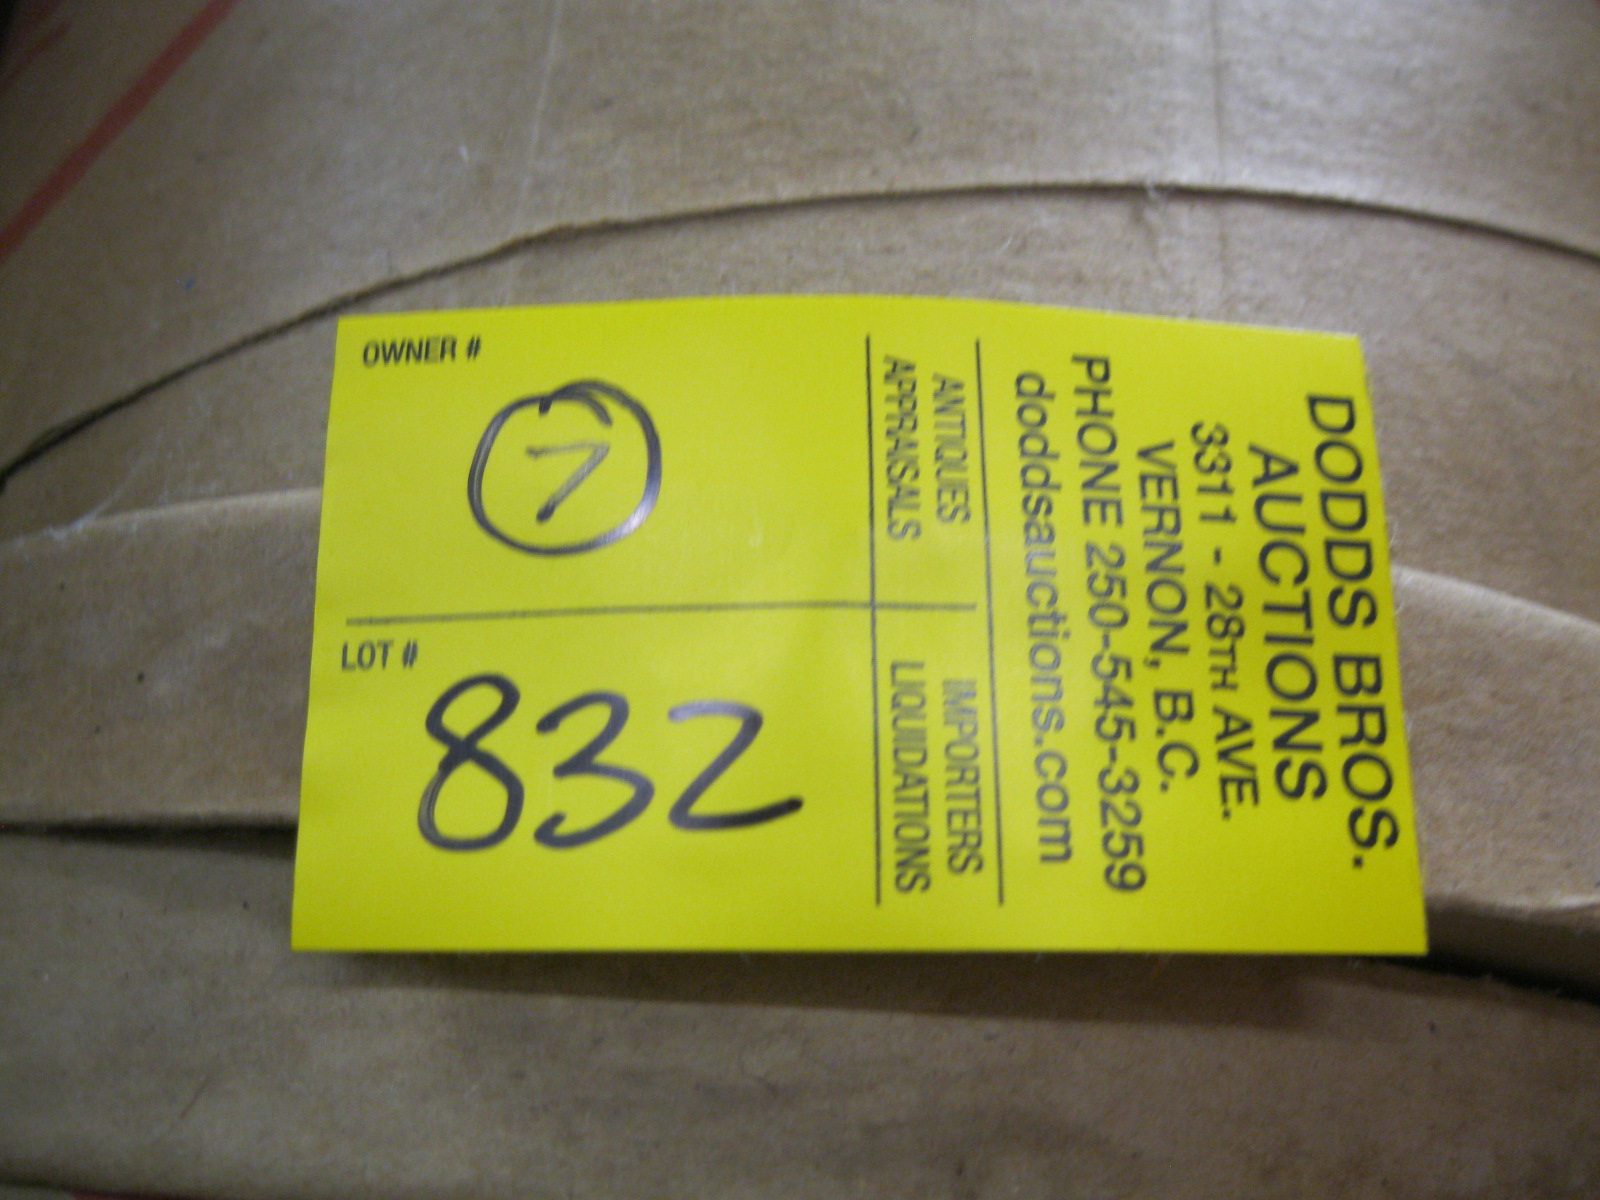 DODDS BROS.
AUCTIONS
3311 - 28TH AVE.
VERNON, B.C.
PHONE 250-545-3259
doddsauctions.com
ANTIQUES
APPRAISALS
IMPORTERS
LIQUIDATIONS
OWNER #
7
LOT #
832